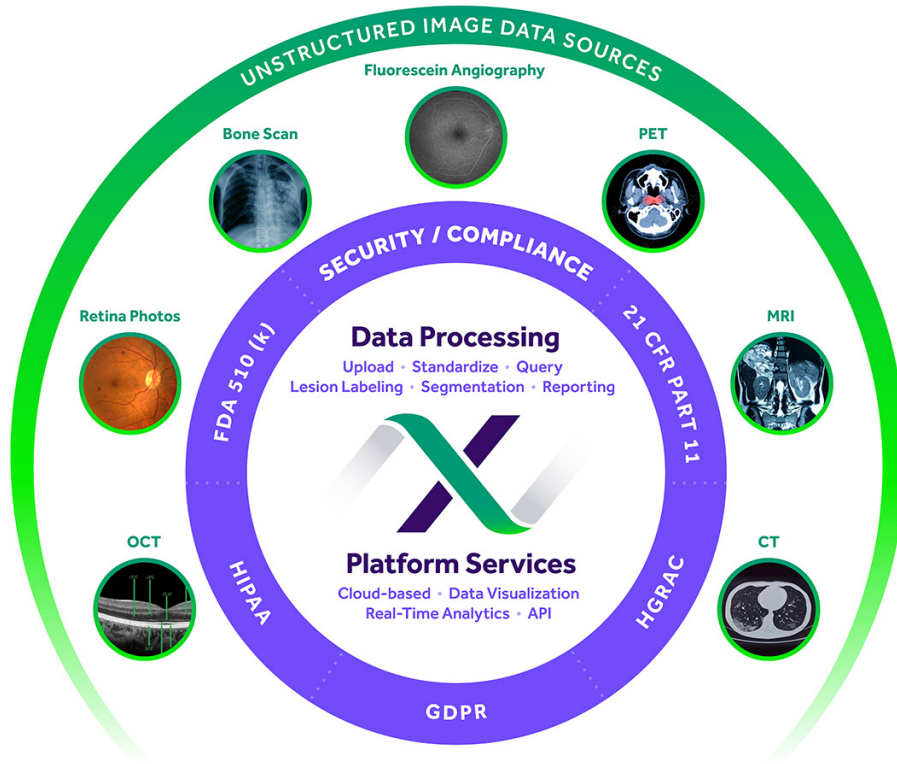 UNSTRUCTURED IMAGE DATA SOURCES
Fluorescein Angiography
Bone Scan
PET
Retina Photos
MRI
OCT
CT
SECURITY / COMPLIANCE
FDA 510 (k)
21 CFR PART 11
HIPAA
HGRAC
GDPR
Data Processing
Upload • Standardize • Query
Lesion Labeling • Segmentation • Reporting
Platform Services
Cloud-based • Data Visualization
Real-Time Analytics • API